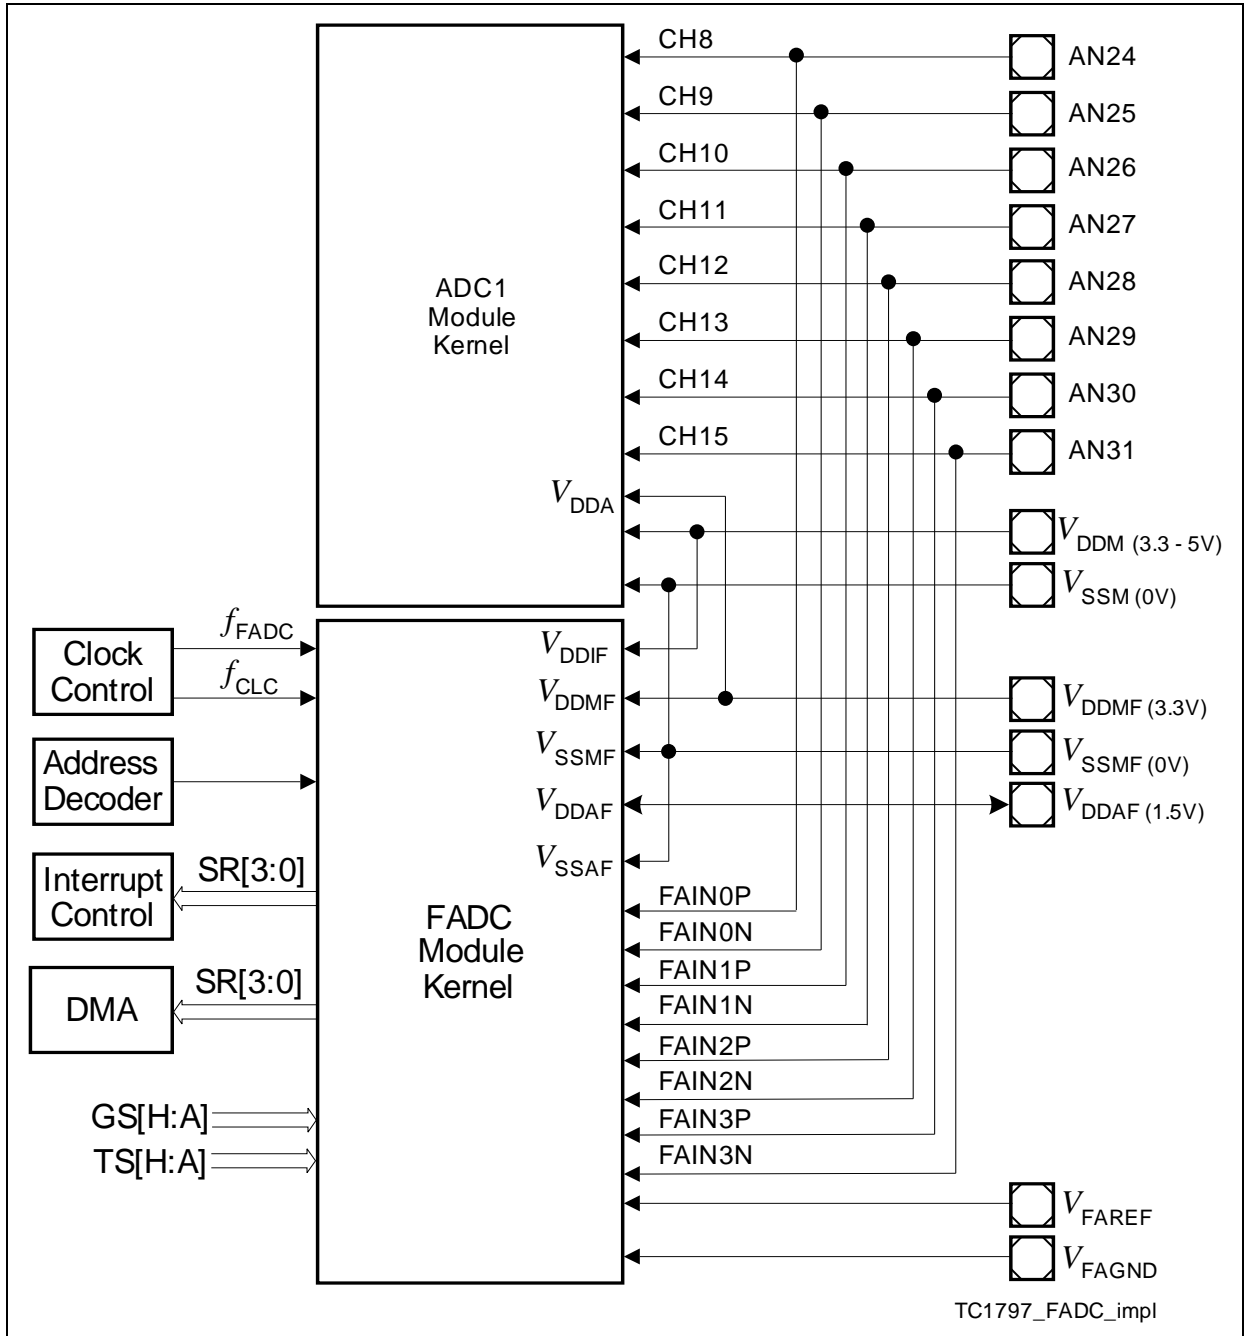 CH8
AN24
CH9
AN25
CH10
AN26
CH11
AN27
CH12
AN28
ADC1
Module
Kernel
CH13
AN29
CH14
AN30
CH15
AN31
VDDA
VDDM (3.3 - 5V)
VSSM (0V)
Clock
Control
fFADC
fCLC
VDDIF
VDDMF
VDDMF (3.3V)
VSSMF
VSSMF (0V)
Address
Decoder
VDDAF
VDDAF (1.5V)
VSSAF
Interrupt
Control
SR[3:0]
FADC
Module
Kernel
FAIN0P
FAIN0N
FAIN1P
FAIN1N
DMA
SR[3:0]
FAIN2P
FAIN2N
FAIN3P
FAIN3N
GS[H:A]
TS[H:A]
VFAREF
VFAGND
TC1797_FADC_impl